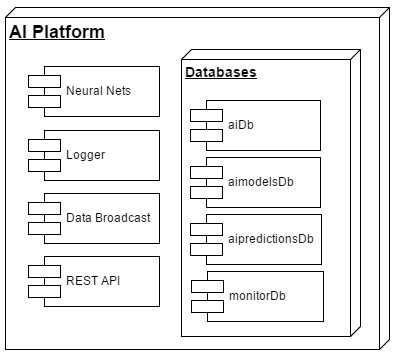 AI Platform
Neural Nets
Logger
Data Broadcast
REST API
Databases
aiDb
aimodelsDb
aipredictionsDb
monitorDb